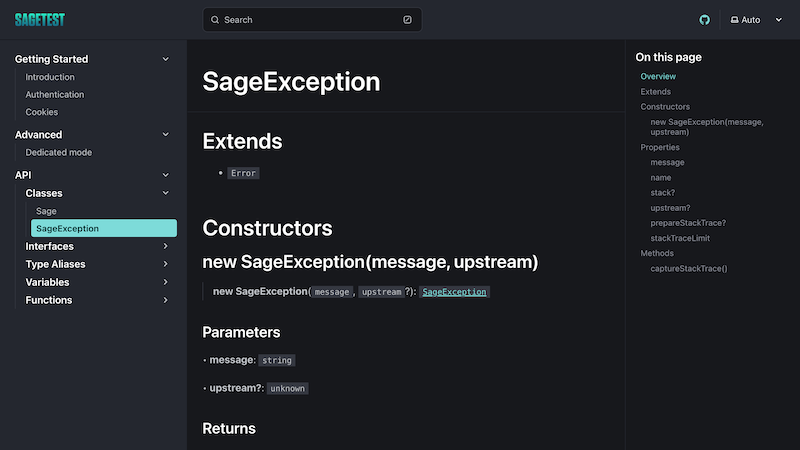 SAGETEST
Search
Auto
Getting Started
Introduction
Authentication
Cookies
Advanced
Dedicated mode
API
Classes
Sage
SageException
Interfaces
Type Aliases
Variables
Functions
SageException
Extends
• Error
Constructors
new SageException(message, upstream)
new SageException(message, upstream?): SageException
Parameters
• message: string
• upstream?: unknown
Returns
On this page
Overview
Extends
Constructors
new SageException(message,
upstream)
Properties
message
name
stack?
upstream?
prepareStackTrace?
stackTraceLimit
Methods
captureStackTrace()